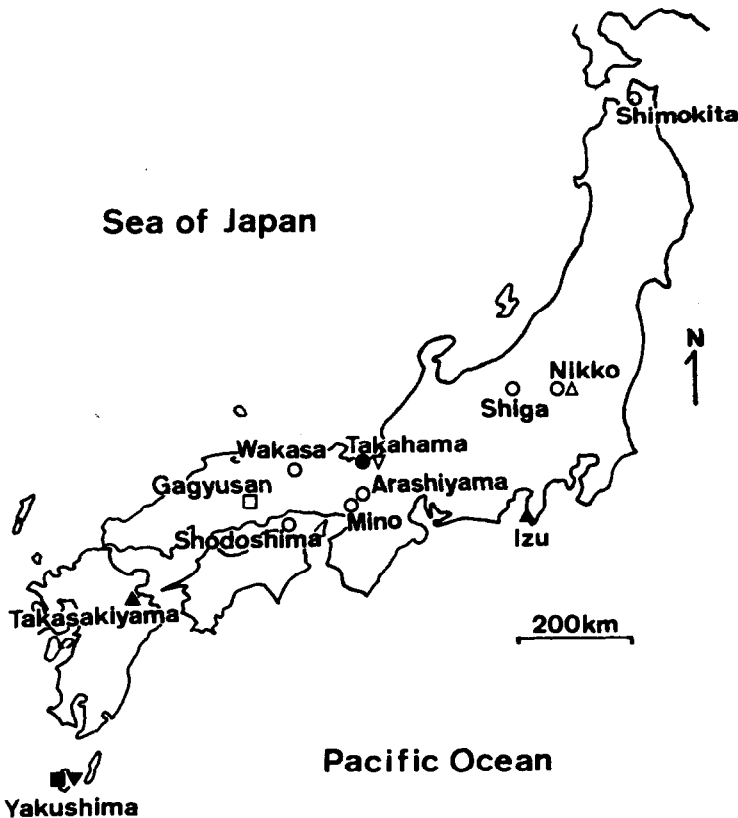 Shimokita
Sea of Japan
N
Nikko
Shiga
Wakasa
Takahama
Gagyusan
Arashiyama
Mino
Shodoshima
Izu
Takasakiyama
200km
Pacific Ocean
Yakushima